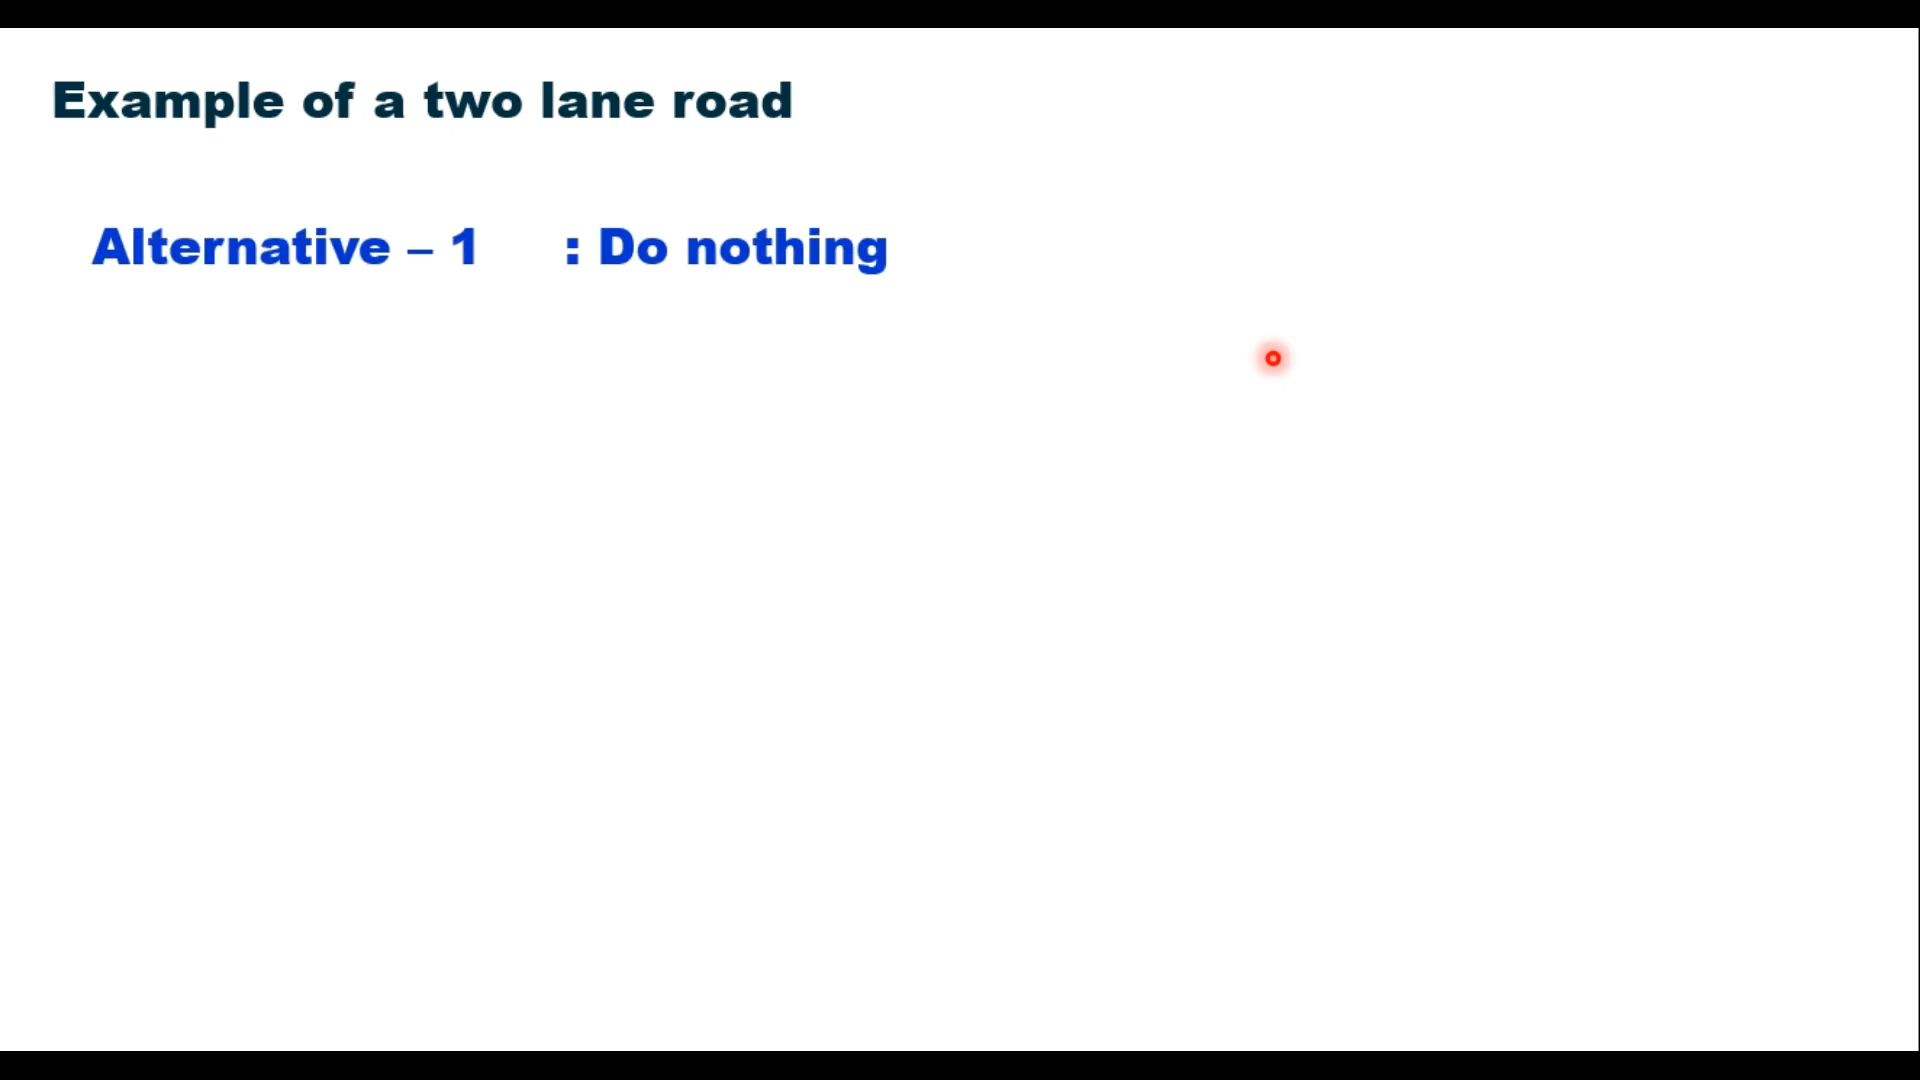 Example of a two lane road
Alternative – 1 : Do nothing